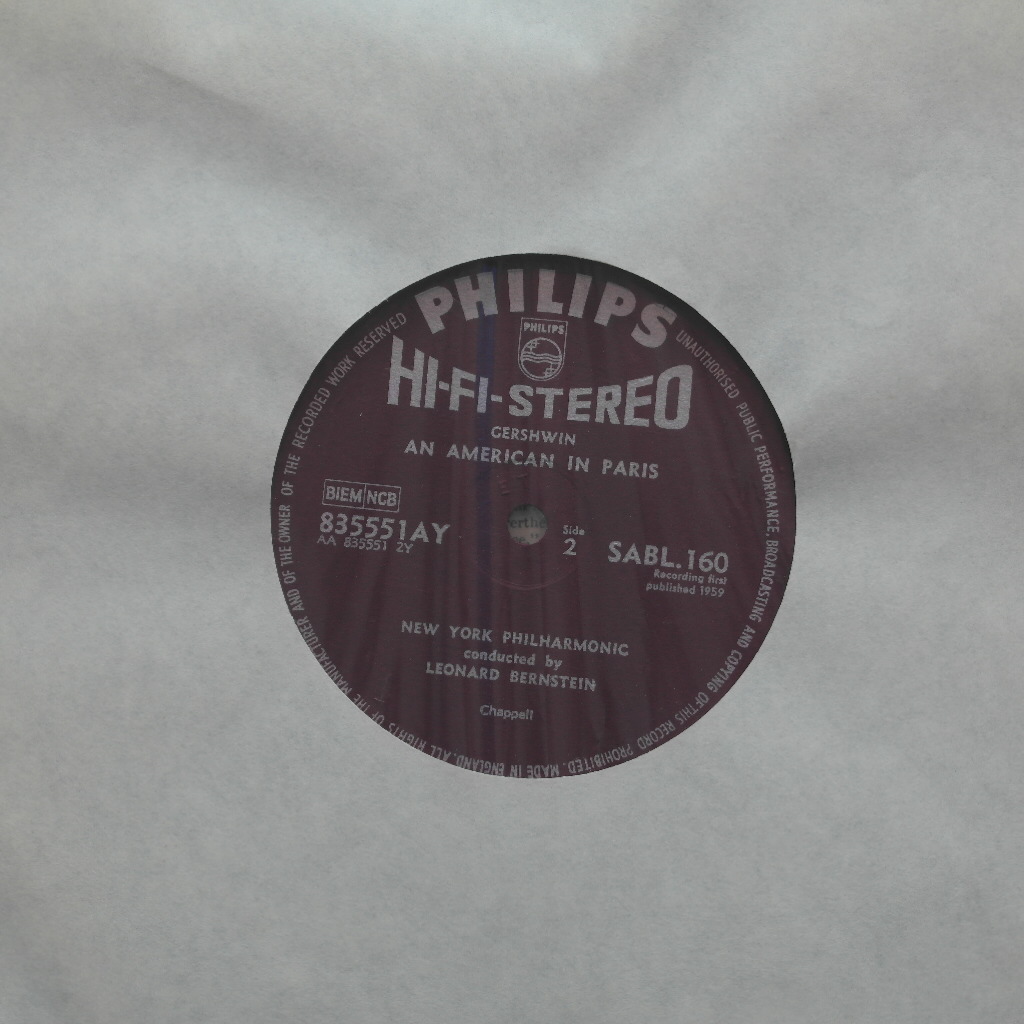 PHILIPS
PHILIPS
HI-FI-STEREO
GERSHWIN
AN AMERICAN IN PARIS
BIEM NCB
835551AY
AA 835551 2Y
Side
2
SABL.160
Recording first
published 1959
NEW YORK PHILHARMONIC
conducted by
LEONARD BERNSTEIN
Chappell
ALL RIGHTS OF THE MANUFACTURER AND OF THE OWNER OF THE RECORDED WORK RESERVED
UNAUTHORISED PUBLIC PERFORMANCE, BROADCASTING AND COPYING OF THIS RECORD PROHIBITED. MADE IN ENGLAND.